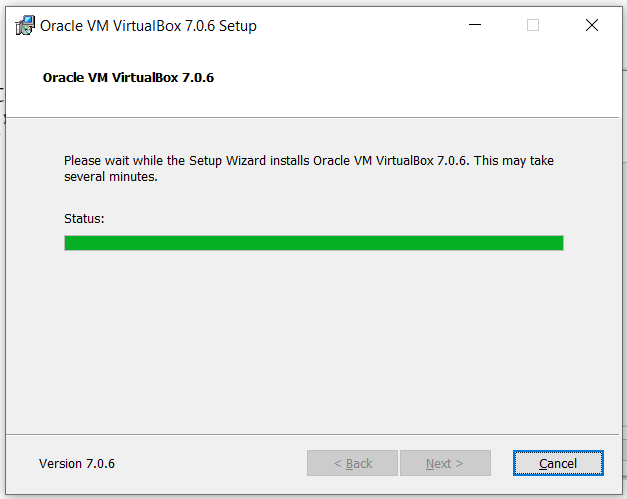 Oracle VM VirtualBox 7.0.6 Setup
Oracle VM VirtualBox 7.0.6
Please wait while the Setup Wizard installs Oracle VM VirtualBox 7.0.6. This may take
several minutes.
Status:
Version 7.0.6
< Back
Next >
Cancel